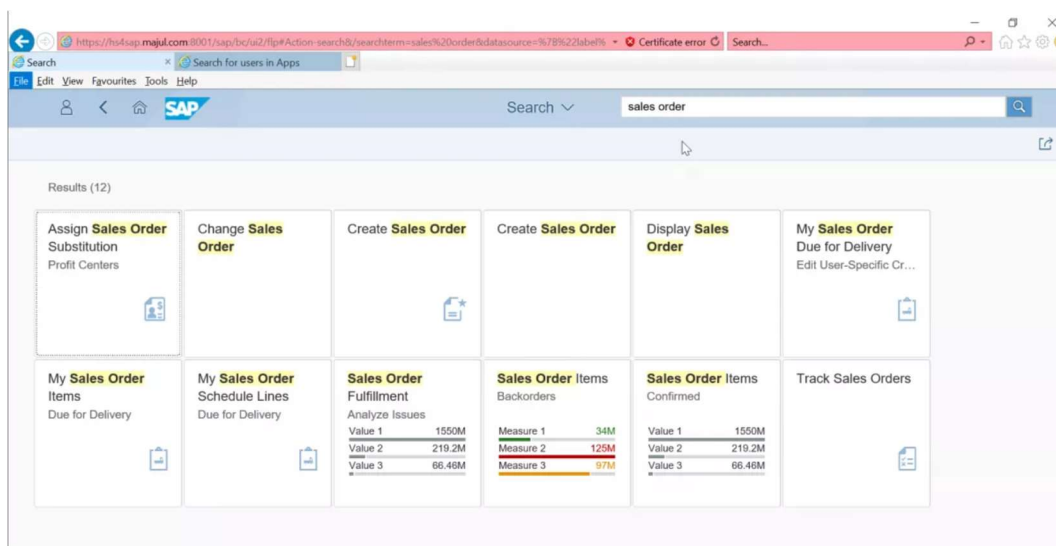 https://hs4sap.majul.com:8001/sap/bc/ui2/flp#Action-search&/searchterm=sales%20order&datasource=%7B%22label%
Certificate error
Search...
Search
Search for users in Apps
File Edit View Favourites Tools Help
SAP
Search
sales order
Results (12)
Assign Sales Order
Substitution
Profit Centers
Change Sales
Order
Create Sales Order
Create Sales Order
Display Sales
Order
My Sales Order
Due for Delivery
Edit User-Specific Cr...
My Sales Order
Items
Due for Delivery
My Sales Order
Schedule Lines
Due for Delivery
Sales Order
Fulfillment
Analyze Issues
Value 1 1550M
Value 2 219.2M
Value 3 66.46M
Sales Order Items
Backorders
Measure 1 34M
Measure 2 125M
Measure 3 97M
Sales Order Items
Confirmed
Value 1 1550M
Value 2 219.2M
Value 3 66.46M
Track Sales Orders